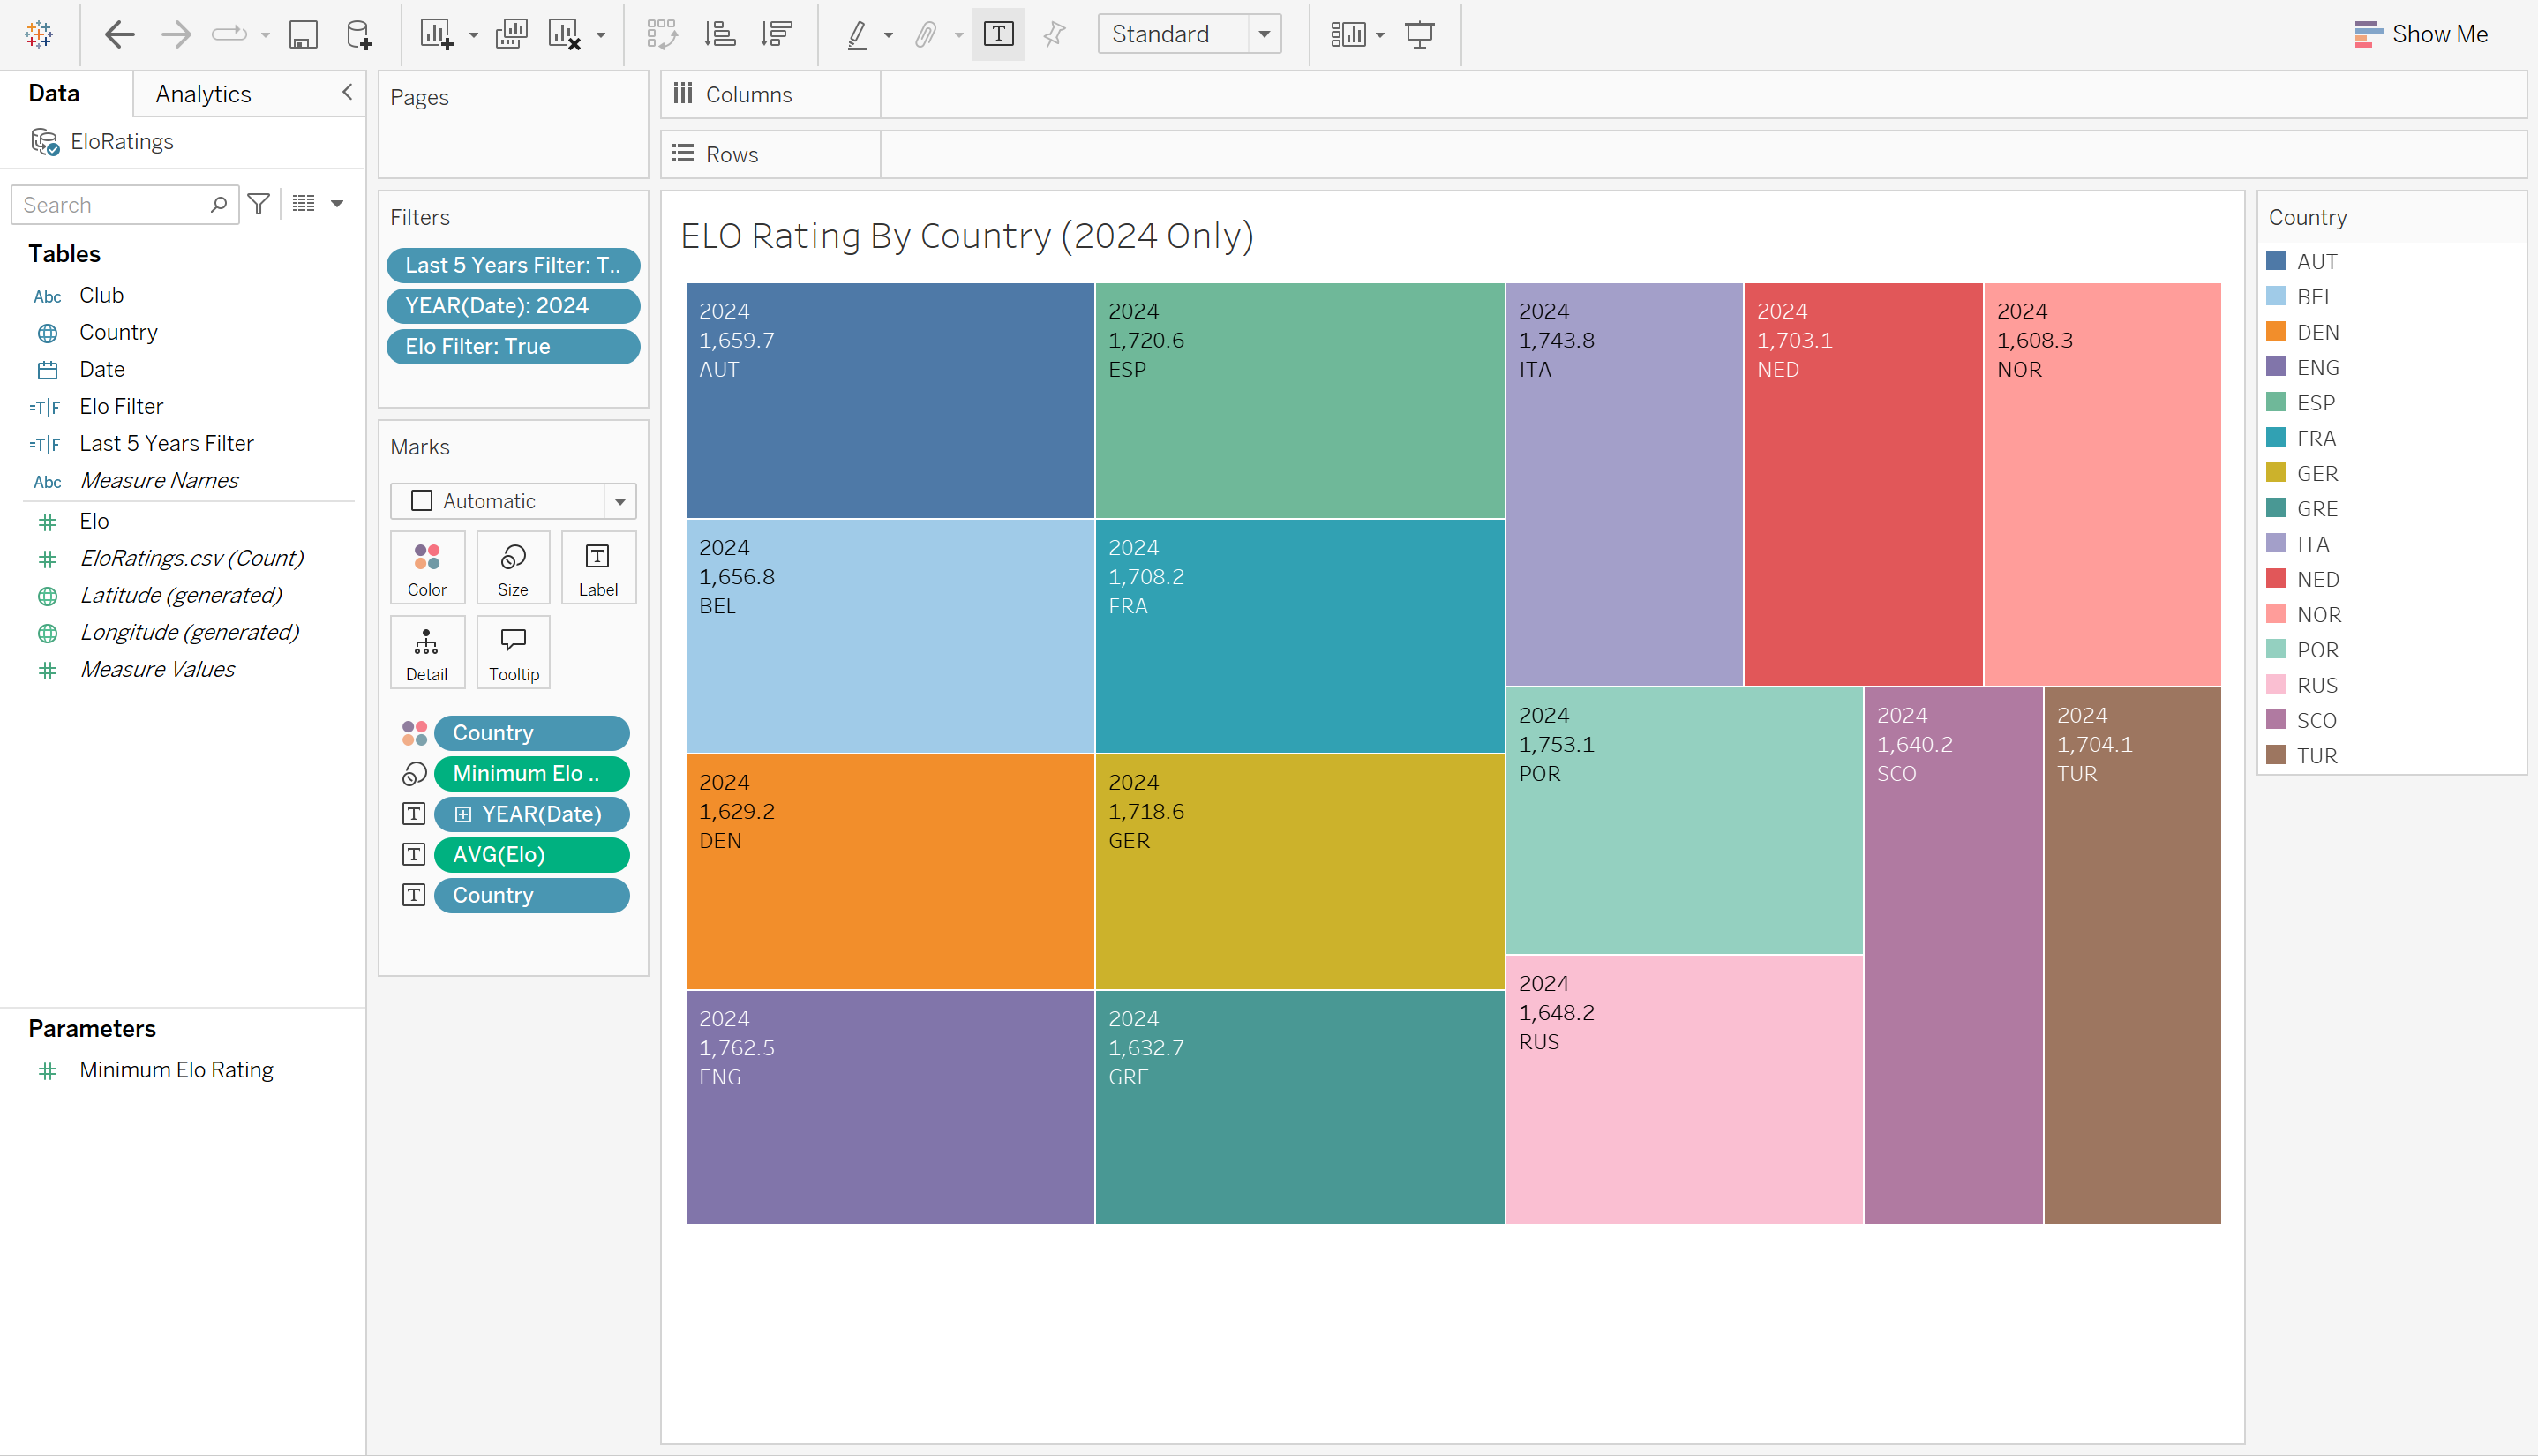 Standard
Show Me
Data
Analytics
EloRatings
Search
Tables
Abc Club
Country
Date
=T|F Elo Filter
=T|F Last 5 Years Filter
Abc Measure Names
Elo
EloRatings.csv (Count)
Latitude (generated)
Longitude (generated)
Measure Values
Parameters
Minimum Elo Rating
Pages
Filters
Last 5 Years Filter: T..
YEAR(Date): 2024
Elo Filter: True
Marks
Automatic
Color
Size
Label
Detail
Tooltip
Country
Minimum Elo ..
YEAR(Date)
AVG(Elo)
Country
Columns
Rows
ELO Rating By Country (2024 Only)
2024
1,659.7
AUT
2024
1,656.8
BEL
2024
1,629.2
DEN
2024
1,762.5
ENG
2024
1,720.6
ESP
2024
1,708.2
FRA
2024
1,718.6
GER
2024
1,632.7
GRE
2024
1,743.8
ITA
2024
1,703.1
NED
2024
1,608.3
NOR
2024
1,753.1
POR
2024
1,648.2
RUS
2024
1,640.2
SCO
2024
1,704.1
TUR
Country
AUT
BEL
DEN
ENG
ESP
FRA
GER
GRE
ITA
NED
NOR
POR
RUS
SCO
TUR